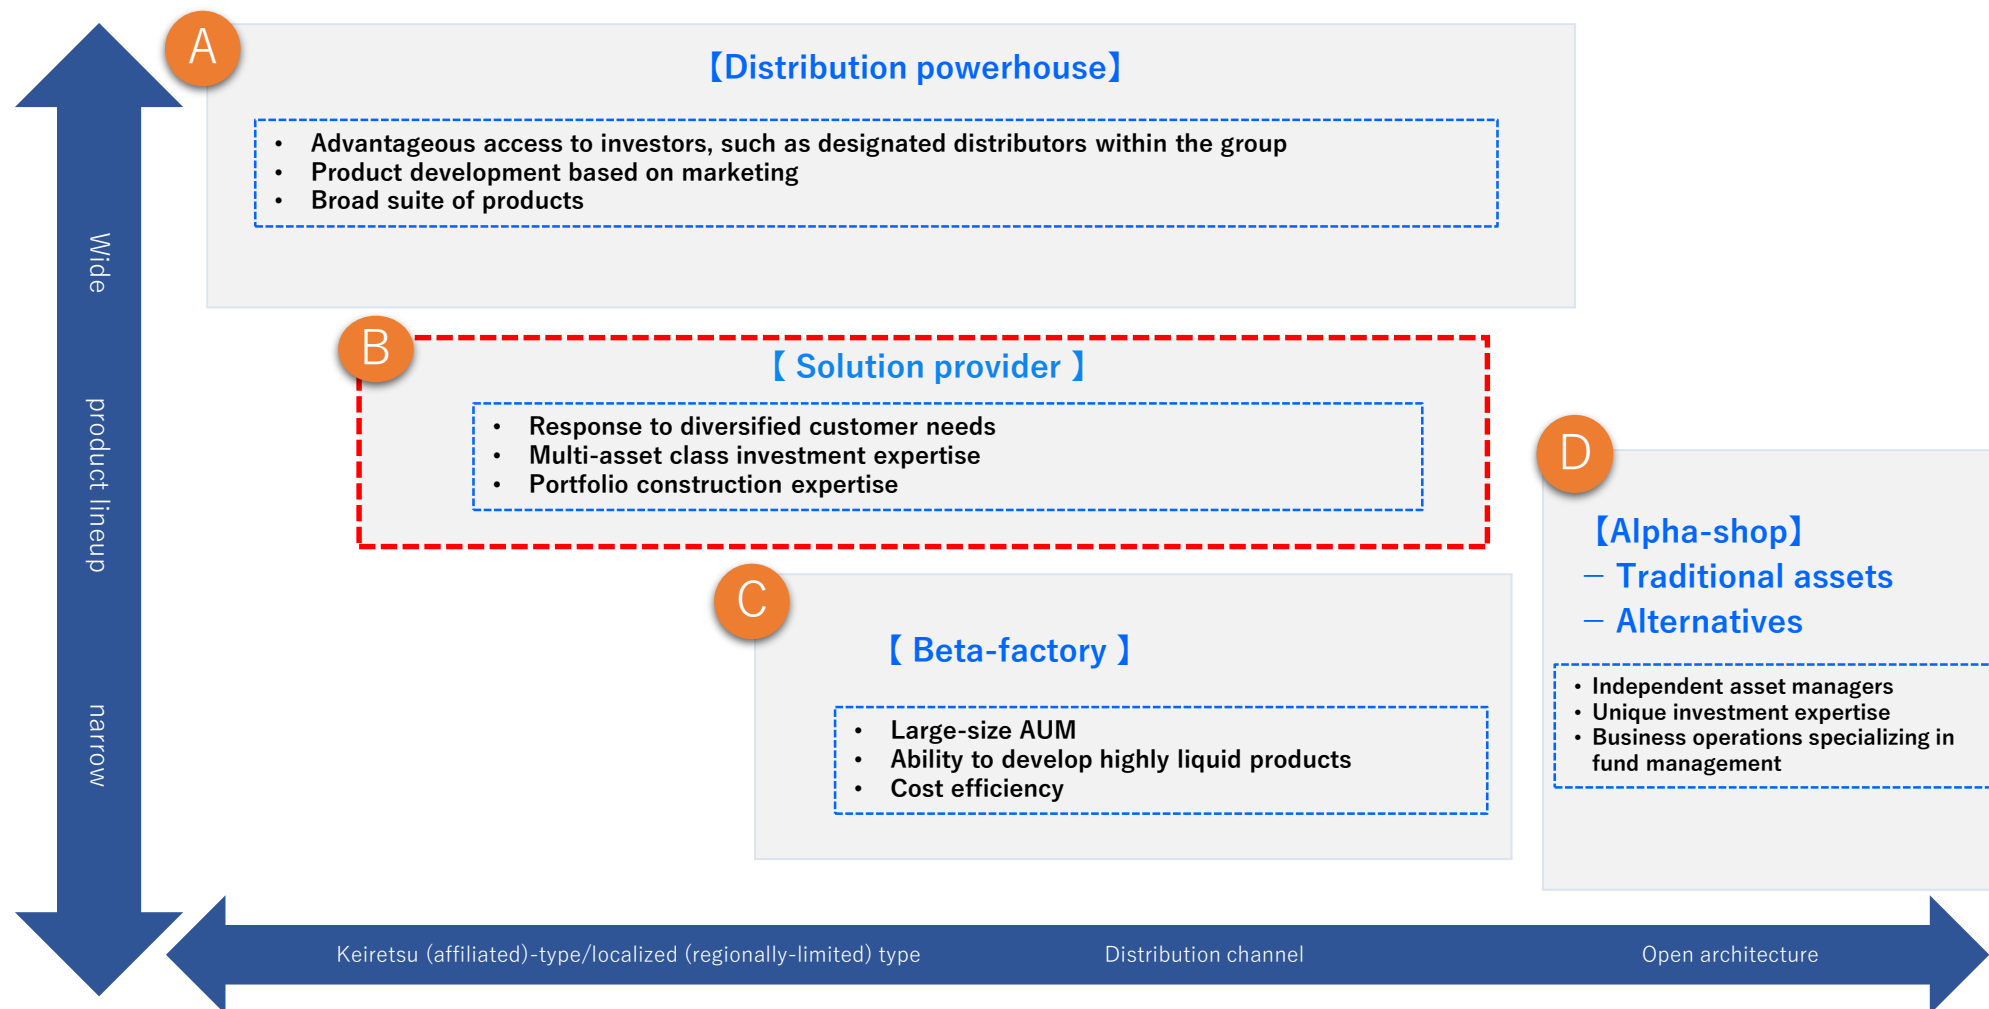 A
【Distribution powerhouse】
• Advantageous access to investors, such as designated distributors within the group
• Product development based on marketing
• Broad suite of products
B
【 Solution provider 】
• Response to diversified customer needs
• Multi-asset class investment expertise
• Portfolio construction expertise
C
【 Beta-factory 】
• Large-size AUM
• Ability to develop highly liquid products
• Cost efficiency
D
【Alpha-shop】
– Traditional assets
– Alternatives
• Independent asset managers
• Unique investment expertise
• Business operations specializing in
fund management
Wide product lineup narrow
Keiretsu (affiliated)-type/localized (regionally-limited) type Distribution channel Open architecture